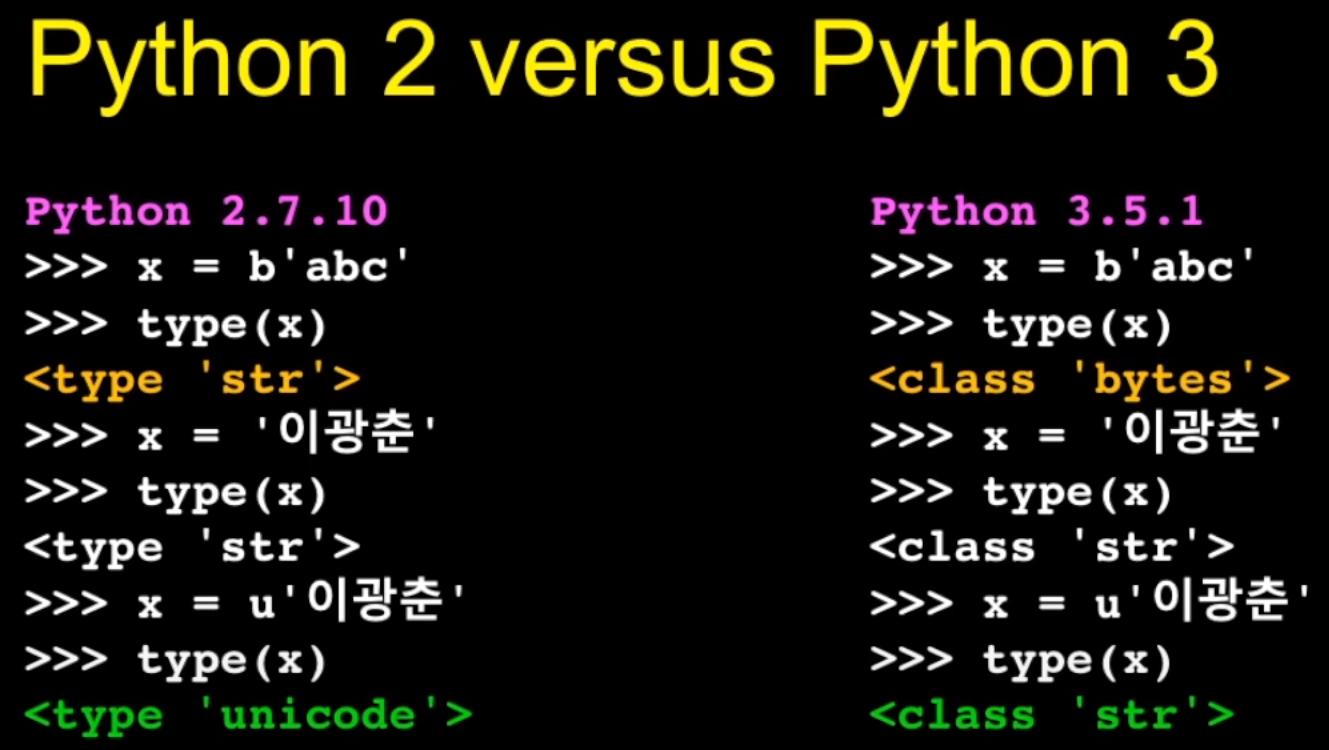 Python 2 versus Python 3
Python 2.7.10
>>> x = b'abc'
>>> type(x)
<type 'str'>
>>> x = '이광춘'
>>> type(x)
<type 'str'>
>>> x = u'이광춘'
>>> type(x)
<type 'unicode'>
Python 3.5.1
>>> x = b'abc'
>>> type(x)
<class 'bytes'>
>>> x = '이광춘'
>>> type(x)
<class 'str'>
>>> x = u'이광춘'
>>> type(x)
<class 'str'>